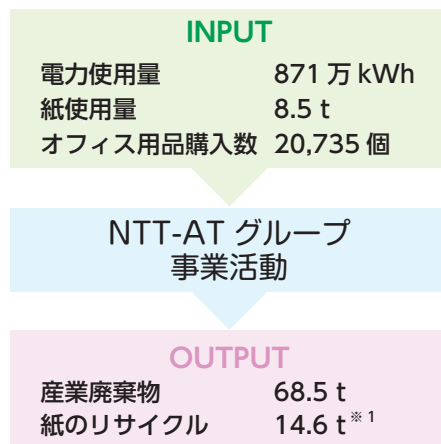 INPUT
電力使用量 871 万 kWh
紙使用量 8.5 t
オフィス用品購入数 20,735 個
NTT-AT グループ
事業活動
OUTPUT
産業廃棄物 68.5 t
紙のリサイクル 14.6 t※1